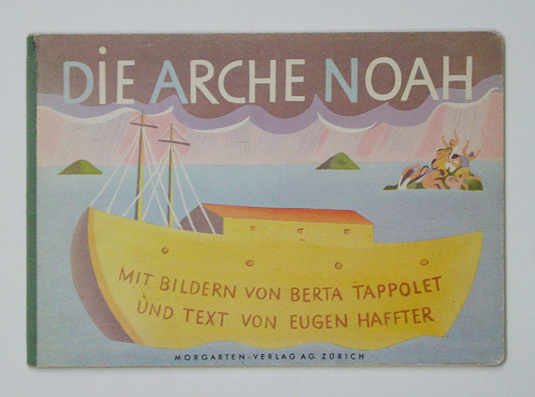 DiE ARCHE NOAH
MIT BILDERN VON BERTA TAPPOLET
UND TEXT VON EUGEN HAFFTER
MORGARTEN-VERLAG AG. ZÜRICH